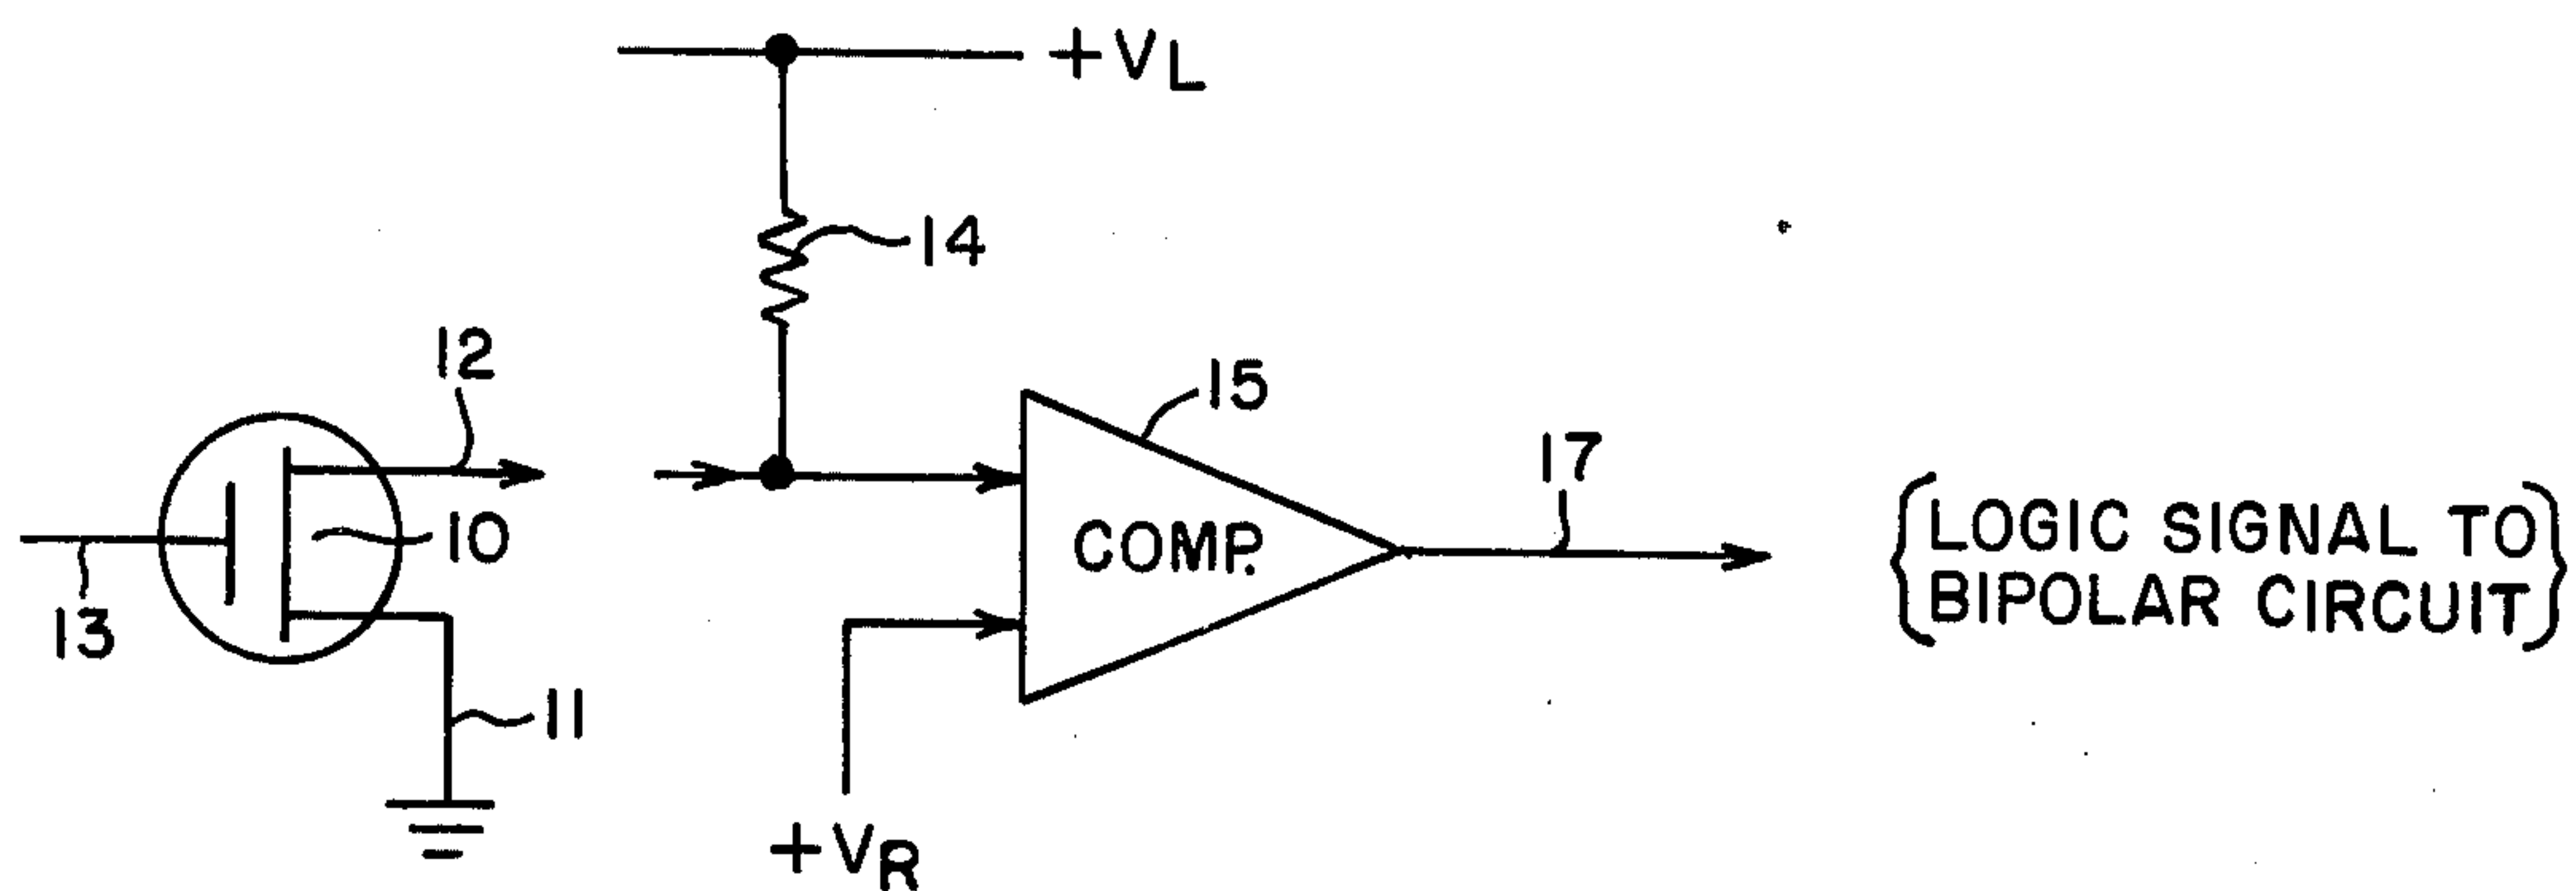 +VL
14
12
15
17
10
COMP.
{LOGIC SIGNAL TO
BIPOLAR CIRCUIT}
13
11
+VR